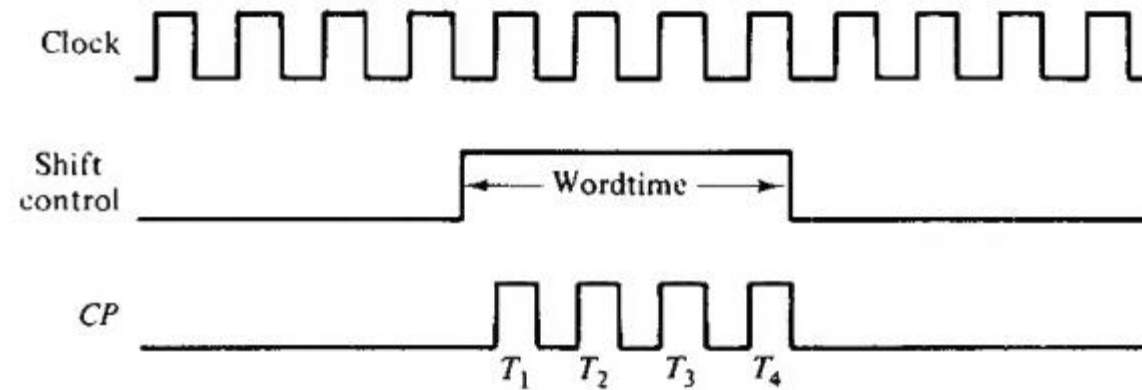 Clock
Shift
control
Wordtime
CP
T₁ T₂ T₃ T₄